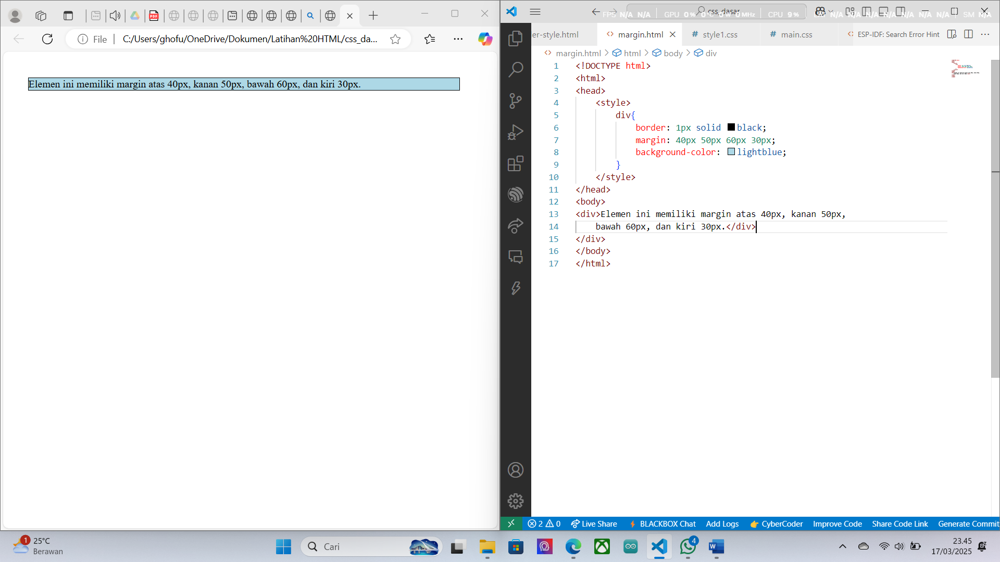 File
C:/Users/ghofu/OneDrive/Dokumen/Latihan%20HTML/css_da...
Elemen ini memiliki margin atas 40px, kanan 50px, bawah 60px, dan kiri 30px.
css_dasar
FPS N/A N/A GPU 0% 0°C 0W 0MHz CPU 9% N/A N/A N/A N/A N/A N/A N/A SM N/A
er-style.html
margin.html
# style1.css
# main.css
ESP-IDF: Search Error Hint
margin.html > html > body > div
1 <!DOCTYPE html>
2 <html>
3 <head>
4 <style>
5 div{
6 border: 1px solid black;
7 margin: 40px 50px 60px 30px;
8 background-color: lightblue;
9 }
10 </style>
11 </head>
12 <body>
13 <div>Elemen ini memiliki margin atas 40px, kanan 50px,
14 bawah 60px, dan kiri 30px.</div>
15 </div>
16 </body>
17 </html>
2 0 Live Share BLACKBOX Chat Add Logs CyberCoder Improve Code Share Code Link Generate Commit
1 25°C
Berawan
Cari
4
23.45
17/03/2025